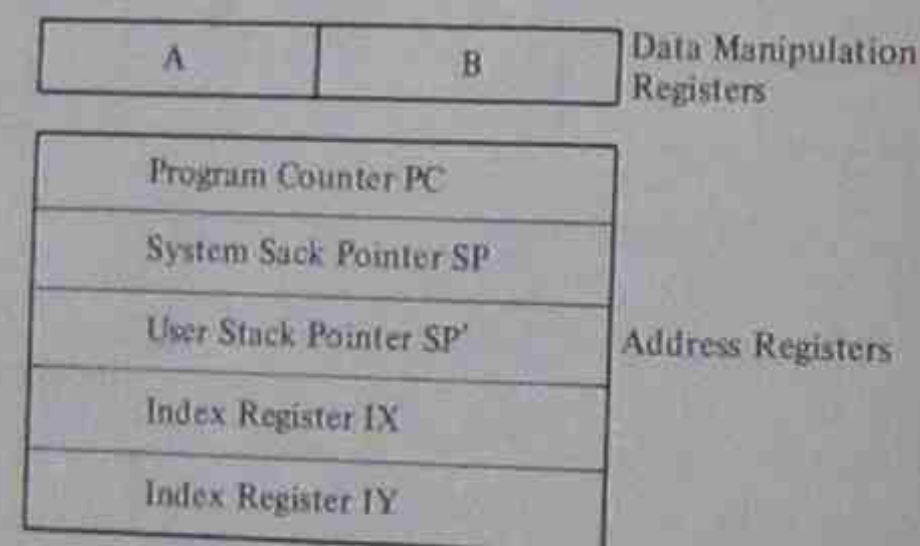 A B Data Manipulation
Registers
Program Counter PC
System Sack Pointer SP
User Stack Pointer SP'
Address Registers
Index Register IX
Index Register IY